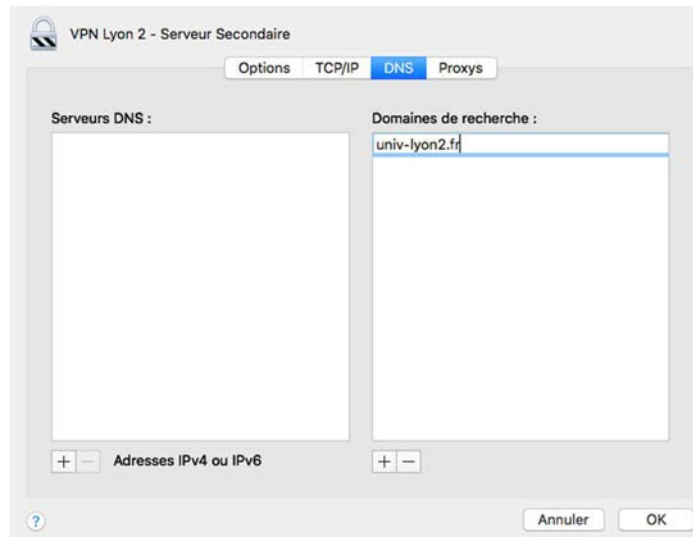 VPN Lyon 2 - Serveur Secondaire
Options TCP/IP DNS Proxys
Serveurs DNS :
Domaines de recherche :
univ-lyon2.fr
+ − Adresses IPv4 ou IPv6
+ −
? Annuler OK